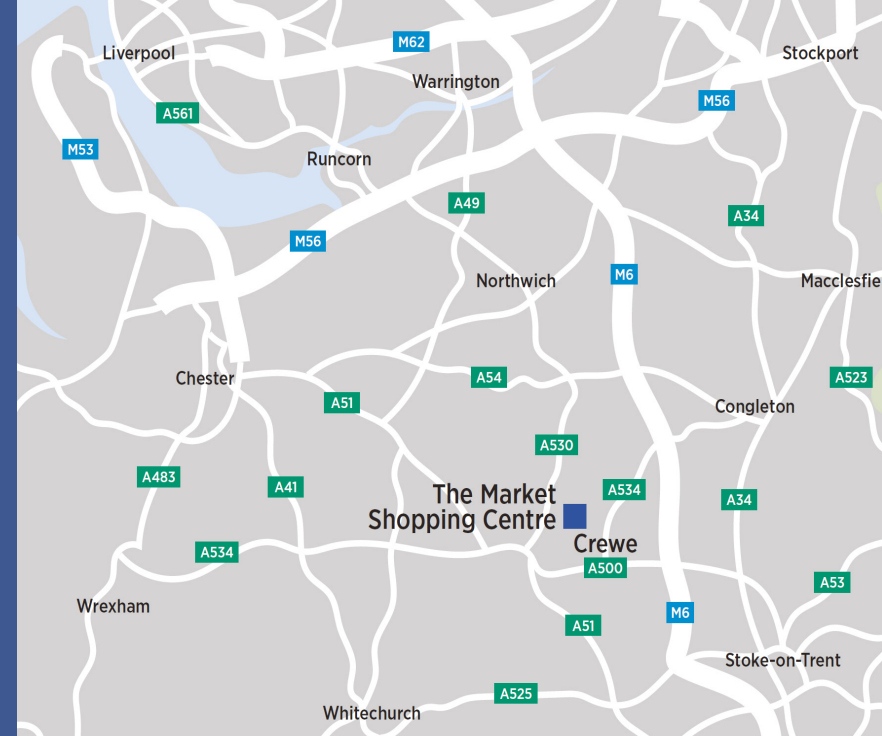 M62
Liverpool
Stockport
Warrington
M56
A561
M53
Runcorn
A49
A34
M56
M6
Northwich
Macclesfie
Chester
A54
A523
A51
Congleton
A530
A483
A41
A534
The Market
Shopping Centre
A34
Crewe
A534
A500
A53
Wrexham
M6
A51
Stoke-on-Trent
A525
Whitechurch